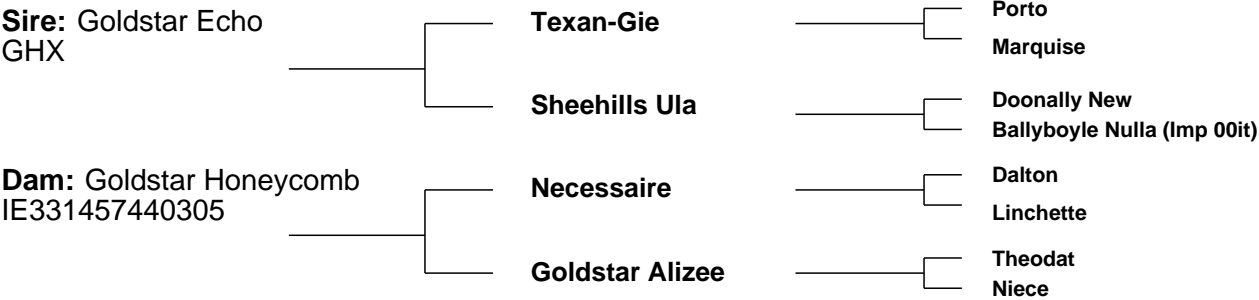 Sire: Goldstar Echo
GHX
Texan-Gie
Porto
Marquise
Sheehills Ula
Doonally New
Ballyboyle Nulla (Imp 00it)
Dam: Goldstar Honeycomb
IE331457440305
Necessaire
Dalton
Linchette
Goldstar Alizee
Theodat
Niece